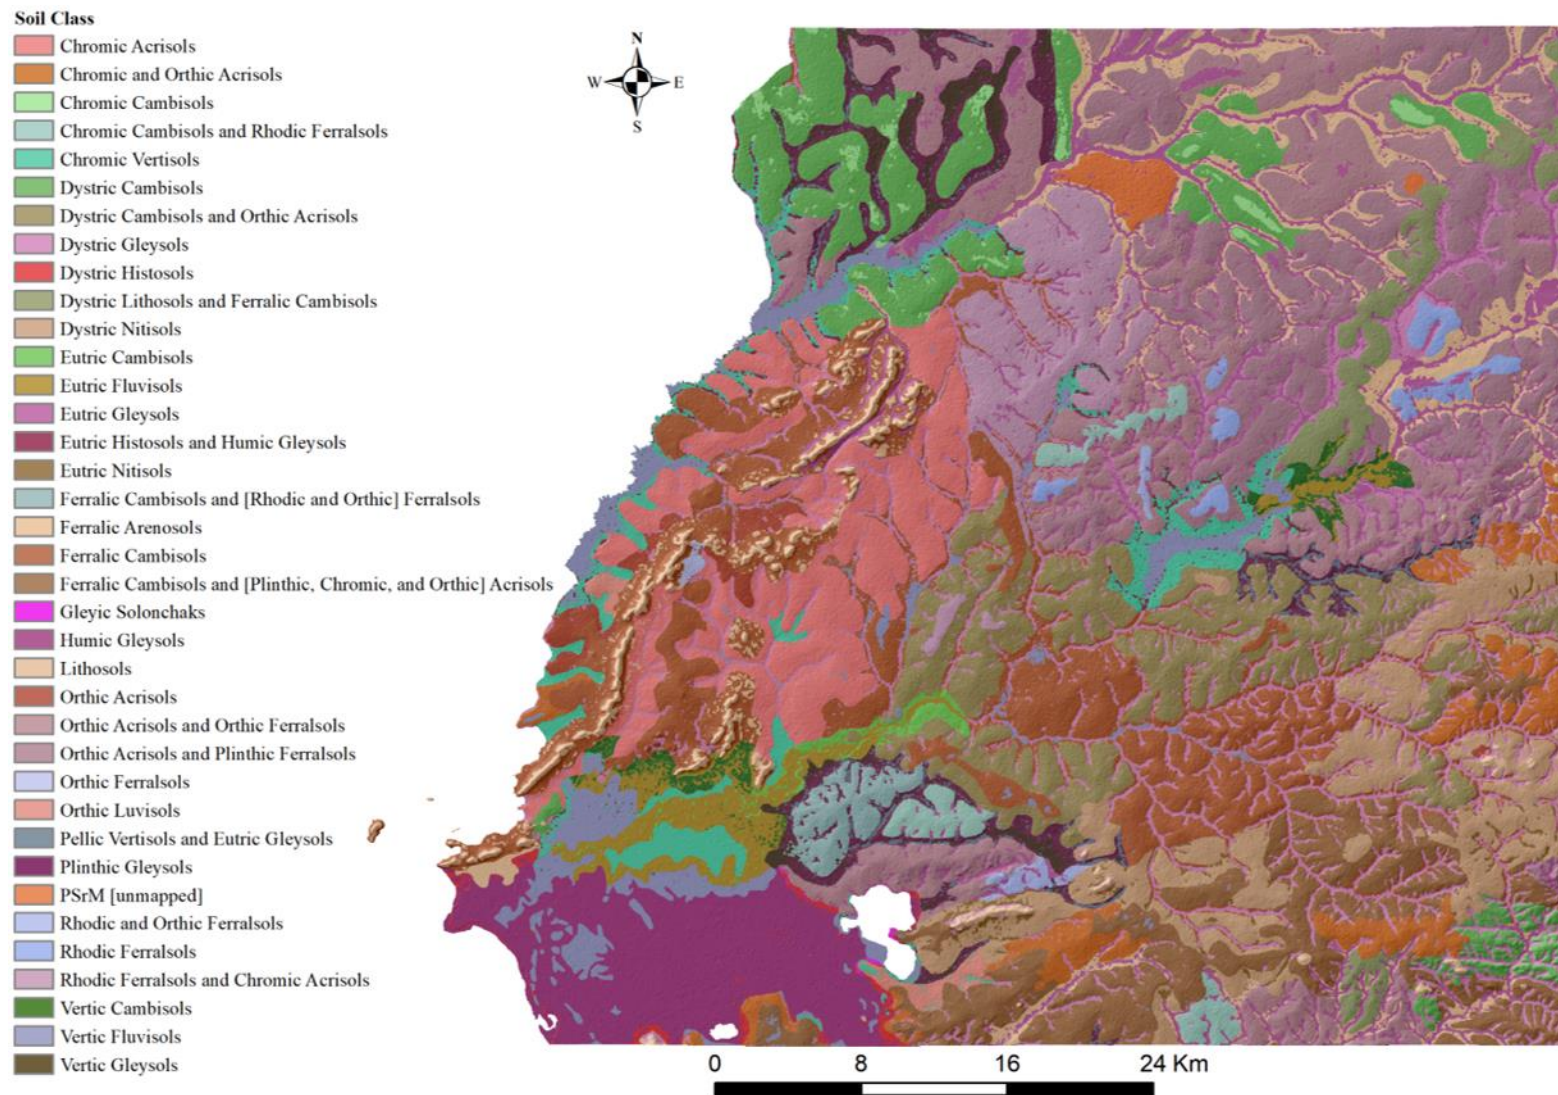 Soil Class
Chromic Acrisols
Chromic and Orthic Acrisols
Chromic Cambisols
Chromic Cambisols and Rhodic Ferralsols
Chromic Vertisols
Dystric Cambisols
Dystric Cambisols and Orthic Acrisols
Dystric Gleysols
Dystric Histosols
Dystric Lithosols and Ferralic Cambisols
Dystric Nitisols
Eutric Cambisols
Eutric Fluvisols
Eutric Gleysols
Eutric Histosols and Humic Gleysols
Eutric Nitisols
Ferralic Cambisols and [Rhodic and Orthic] Ferralsols
Ferralic Arenosols
Ferralic Cambisols
Ferralic Cambisols and [Plinthic, Chromic, and Orthic] Acrisols
Gleyic Solonchaks
Humic Gleysols
Lithosols
Orthic Acrisols
Orthic Acrisols and Orthic Ferralsols
Orthic Acrisols and Plinthic Ferralsols
Orthic Ferralsols
Orthic Luvisols
Pellic Vertisols and Eutric Gleysols
Plinthic Gleysols
PSrM [unmapped]
Rhodic and Orthic Ferralsols
Rhodic Ferralsols
Rhodic Ferralsols and Chromic Acrisols
Vertic Cambisols
Vertic Fluvisols
Vertic Gleysols
N
W E
S
0 8 16 24 Km